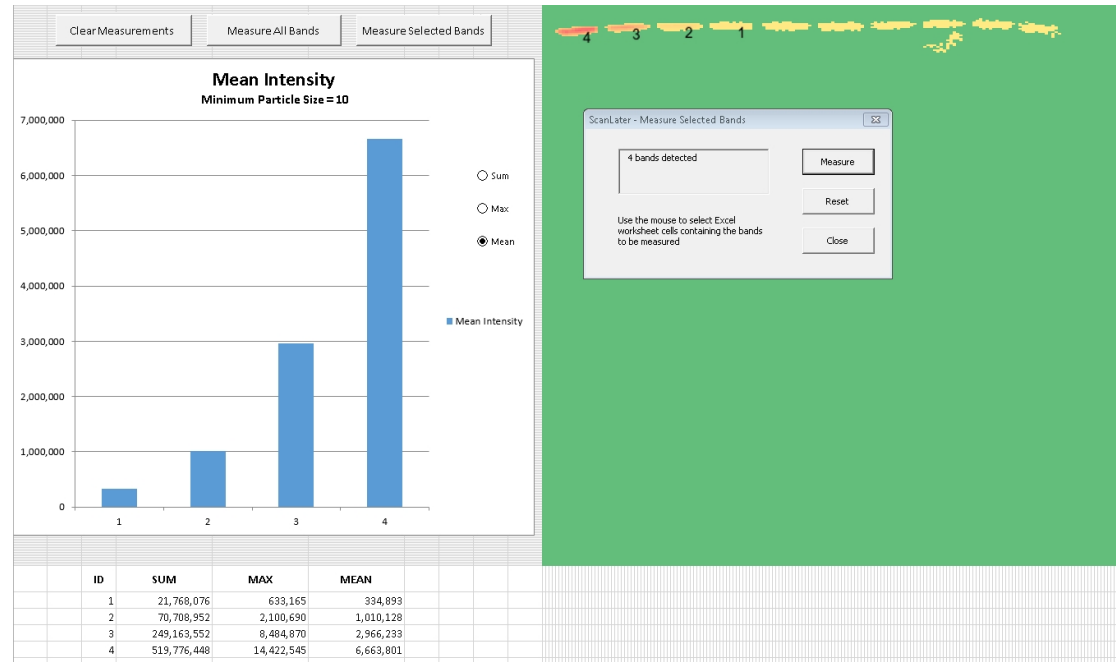 Clear Measurements Measure All Bands Measure Selected Bands
Mean Intensity
Minimum Particle Size = 10
7,000,000
6,000,000
5,000,000
4,000,000
3,000,000
2,000,000
1,000,000
0
1 2 3 4
Sum
Max
Mean
Mean Intensity
4 3 2 1
ScanLater - Measure Selected Bands
4 bands detected
Measure
Reset
Use the mouse to select Excel
worksheet cells containing the bands
to be measured
Close
ID SUM MAX MEAN
1 21,768,076 633,165 334,893
2 70,708,952 2,100,690 1,010,128
3 249,163,552 8,484,870 2,966,233
4 519,776,448 14,422,545 6,663,801